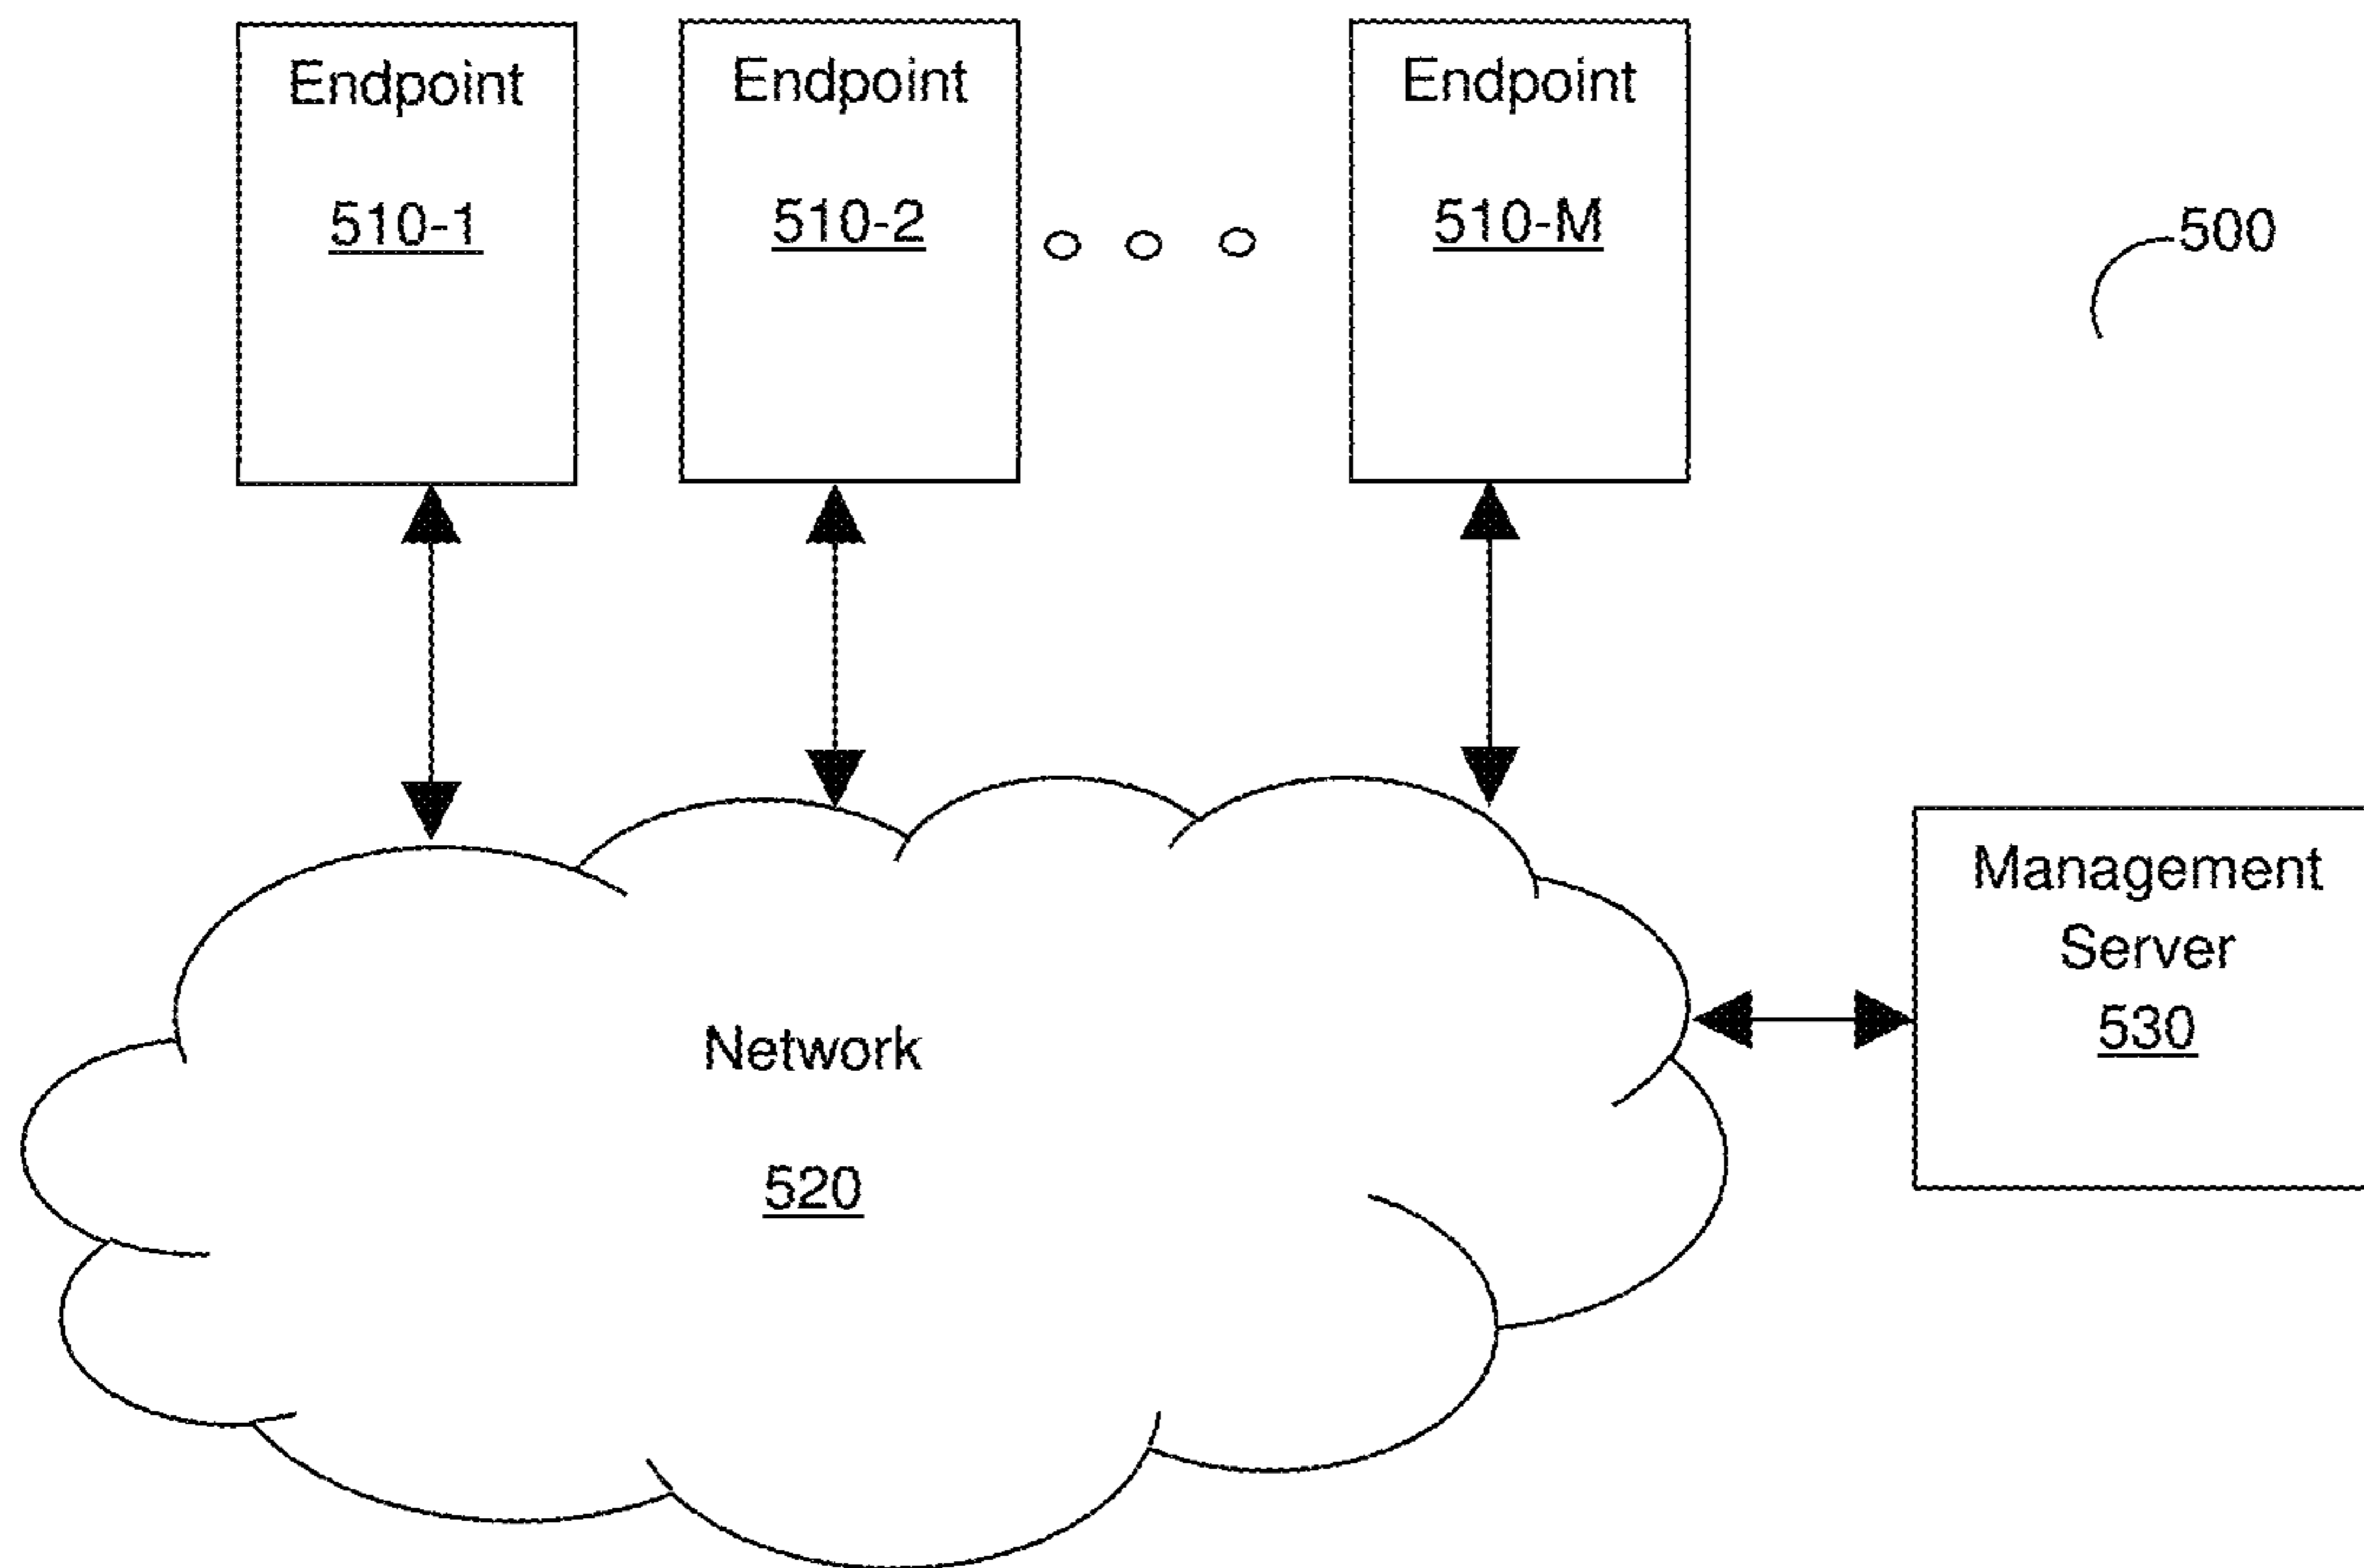 Endpoint
510-1
Endpoint
510-2
Endpoint
510-M
500
Management
Server
530
Network
520